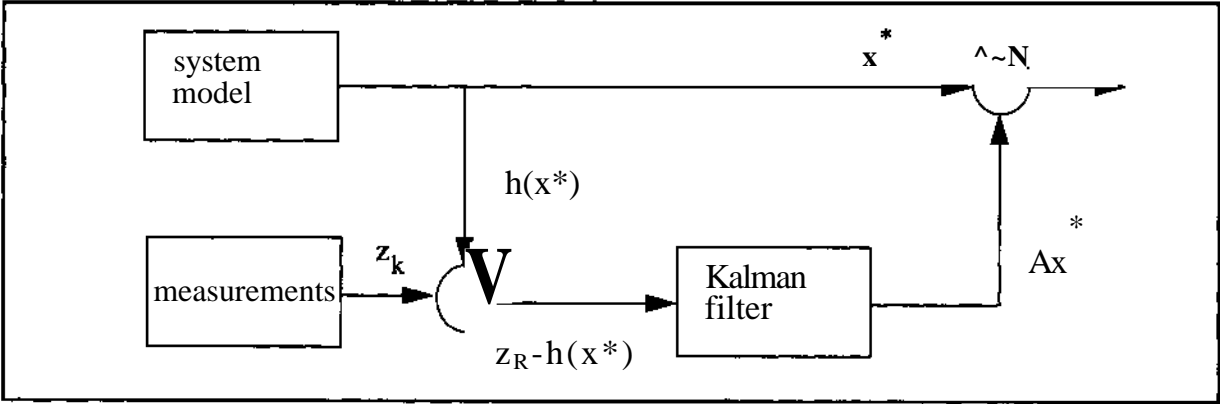 system
model
x*
^~N.
h(x*)
measurements
z_k
V
z_R-h(x*)
Kalman
filter
Ax*